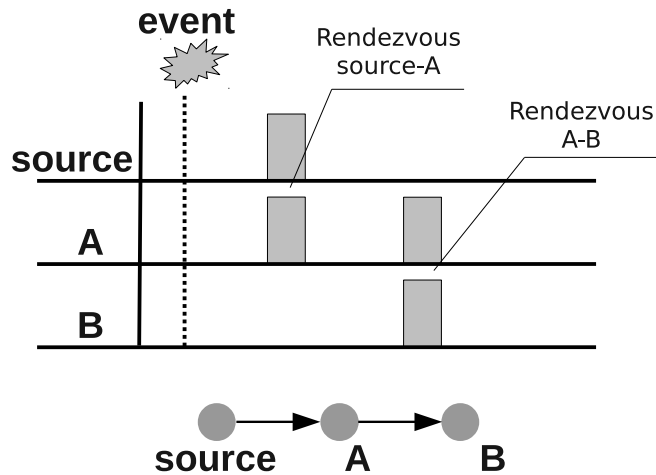 event
Rendezvous
source-A
Rendezvous
A-B
source
A
B
source A B